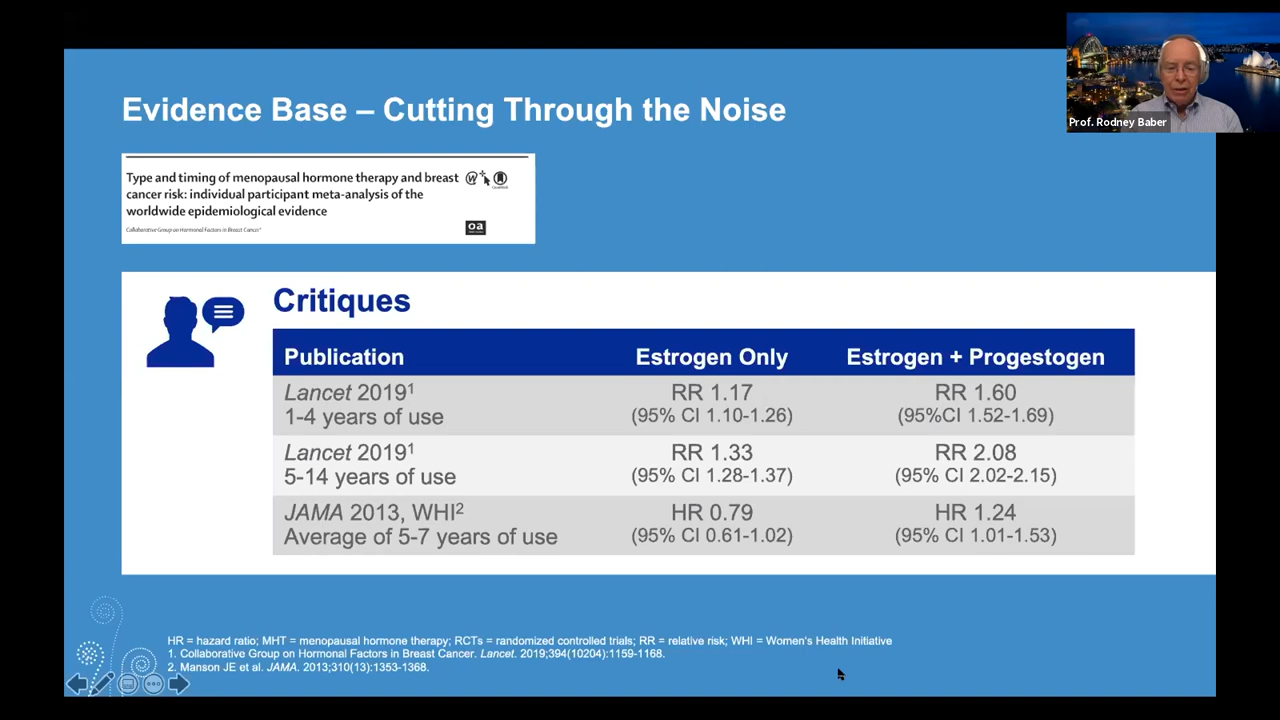 Prof. Rodney Baber
Evidence Base – Cutting Through the Noise
Type and timing of menopausal hormone therapy and breast
cancer risk: individual participant meta-analysis of the
worldwide epidemiological evidence
Collaborative Group on Hormonal Factors in Breast Cancer*
oa
Critiques
Publication Estrogen Only Estrogen + Progestogen
Lancet 2019¹ RR 1.17 RR 1.60
1-4 years of use (95% CI 1.10-1.26) (95%CI 1.52-1.69)
Lancet 2019¹ RR 1.33 RR 2.08
5-14 years of use (95% CI 1.28-1.37) (95% CI 2.02-2.15)
JAMA 2013, WHI² HR 0.79 HR 1.24
Average of 5-7 years of use (95% CI 0.61-1.02) (95% CI 1.01-1.53)
HR = hazard ratio; MHT = menopausal hormone therapy; RCTs = randomized controlled trials; RR = relative risk; WHI = Women's Health Initiative
1. Collaborative Group on Hormonal Factors in Breast Cancer. Lancet. 2019;394(10204):1159-1168.
2. Manson JE et al. JAMA. 2013;310(13):1353-1368.